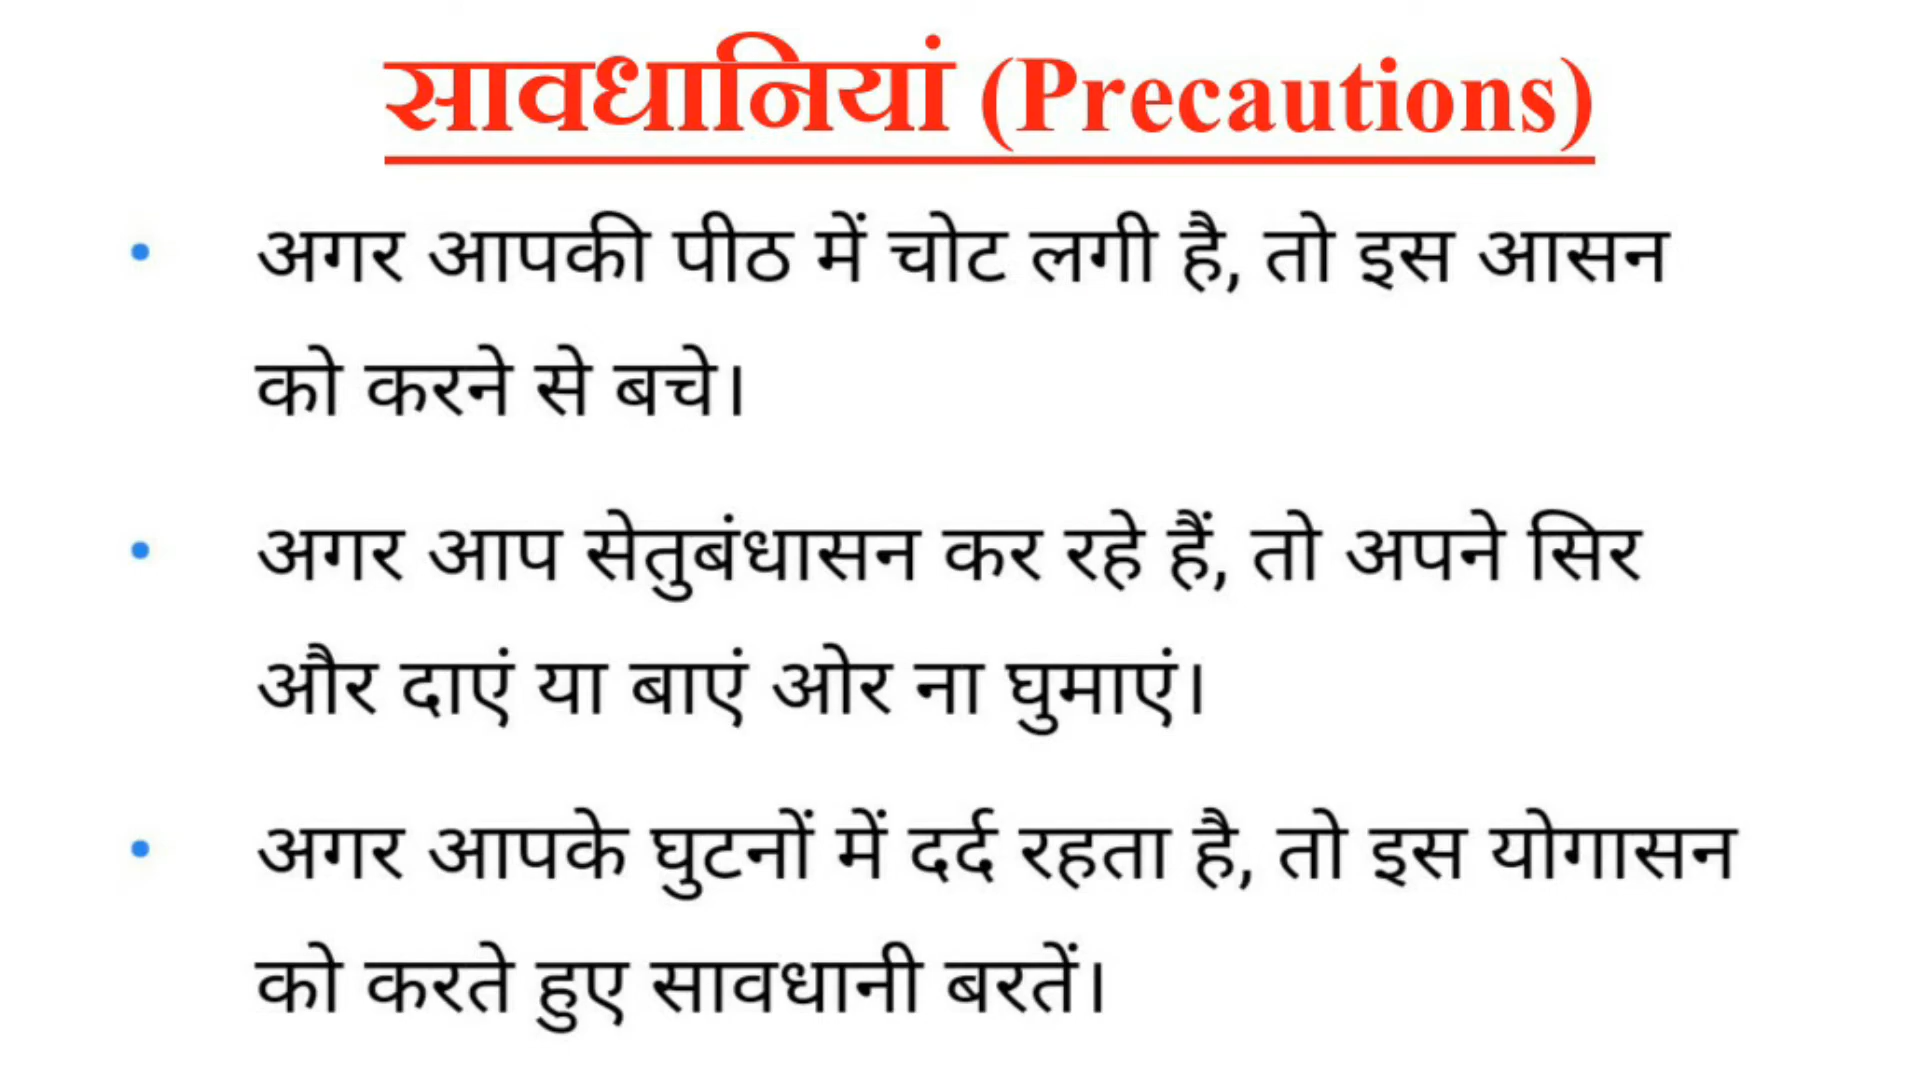 सावधानियां (Precautions)
• अगर आपकी पीठ में चोट लगी है, तो इस आसन
को करने से बचे।
• अगर आप सेतुबंधासन कर रहे हैं, तो अपने सिर
और दाएं या बाएं ओर ना घुमाएं।
• अगर आपके घुटनों में दर्द रहता है, तो इस योगासन
को करते हुए सावधानी बरतें।